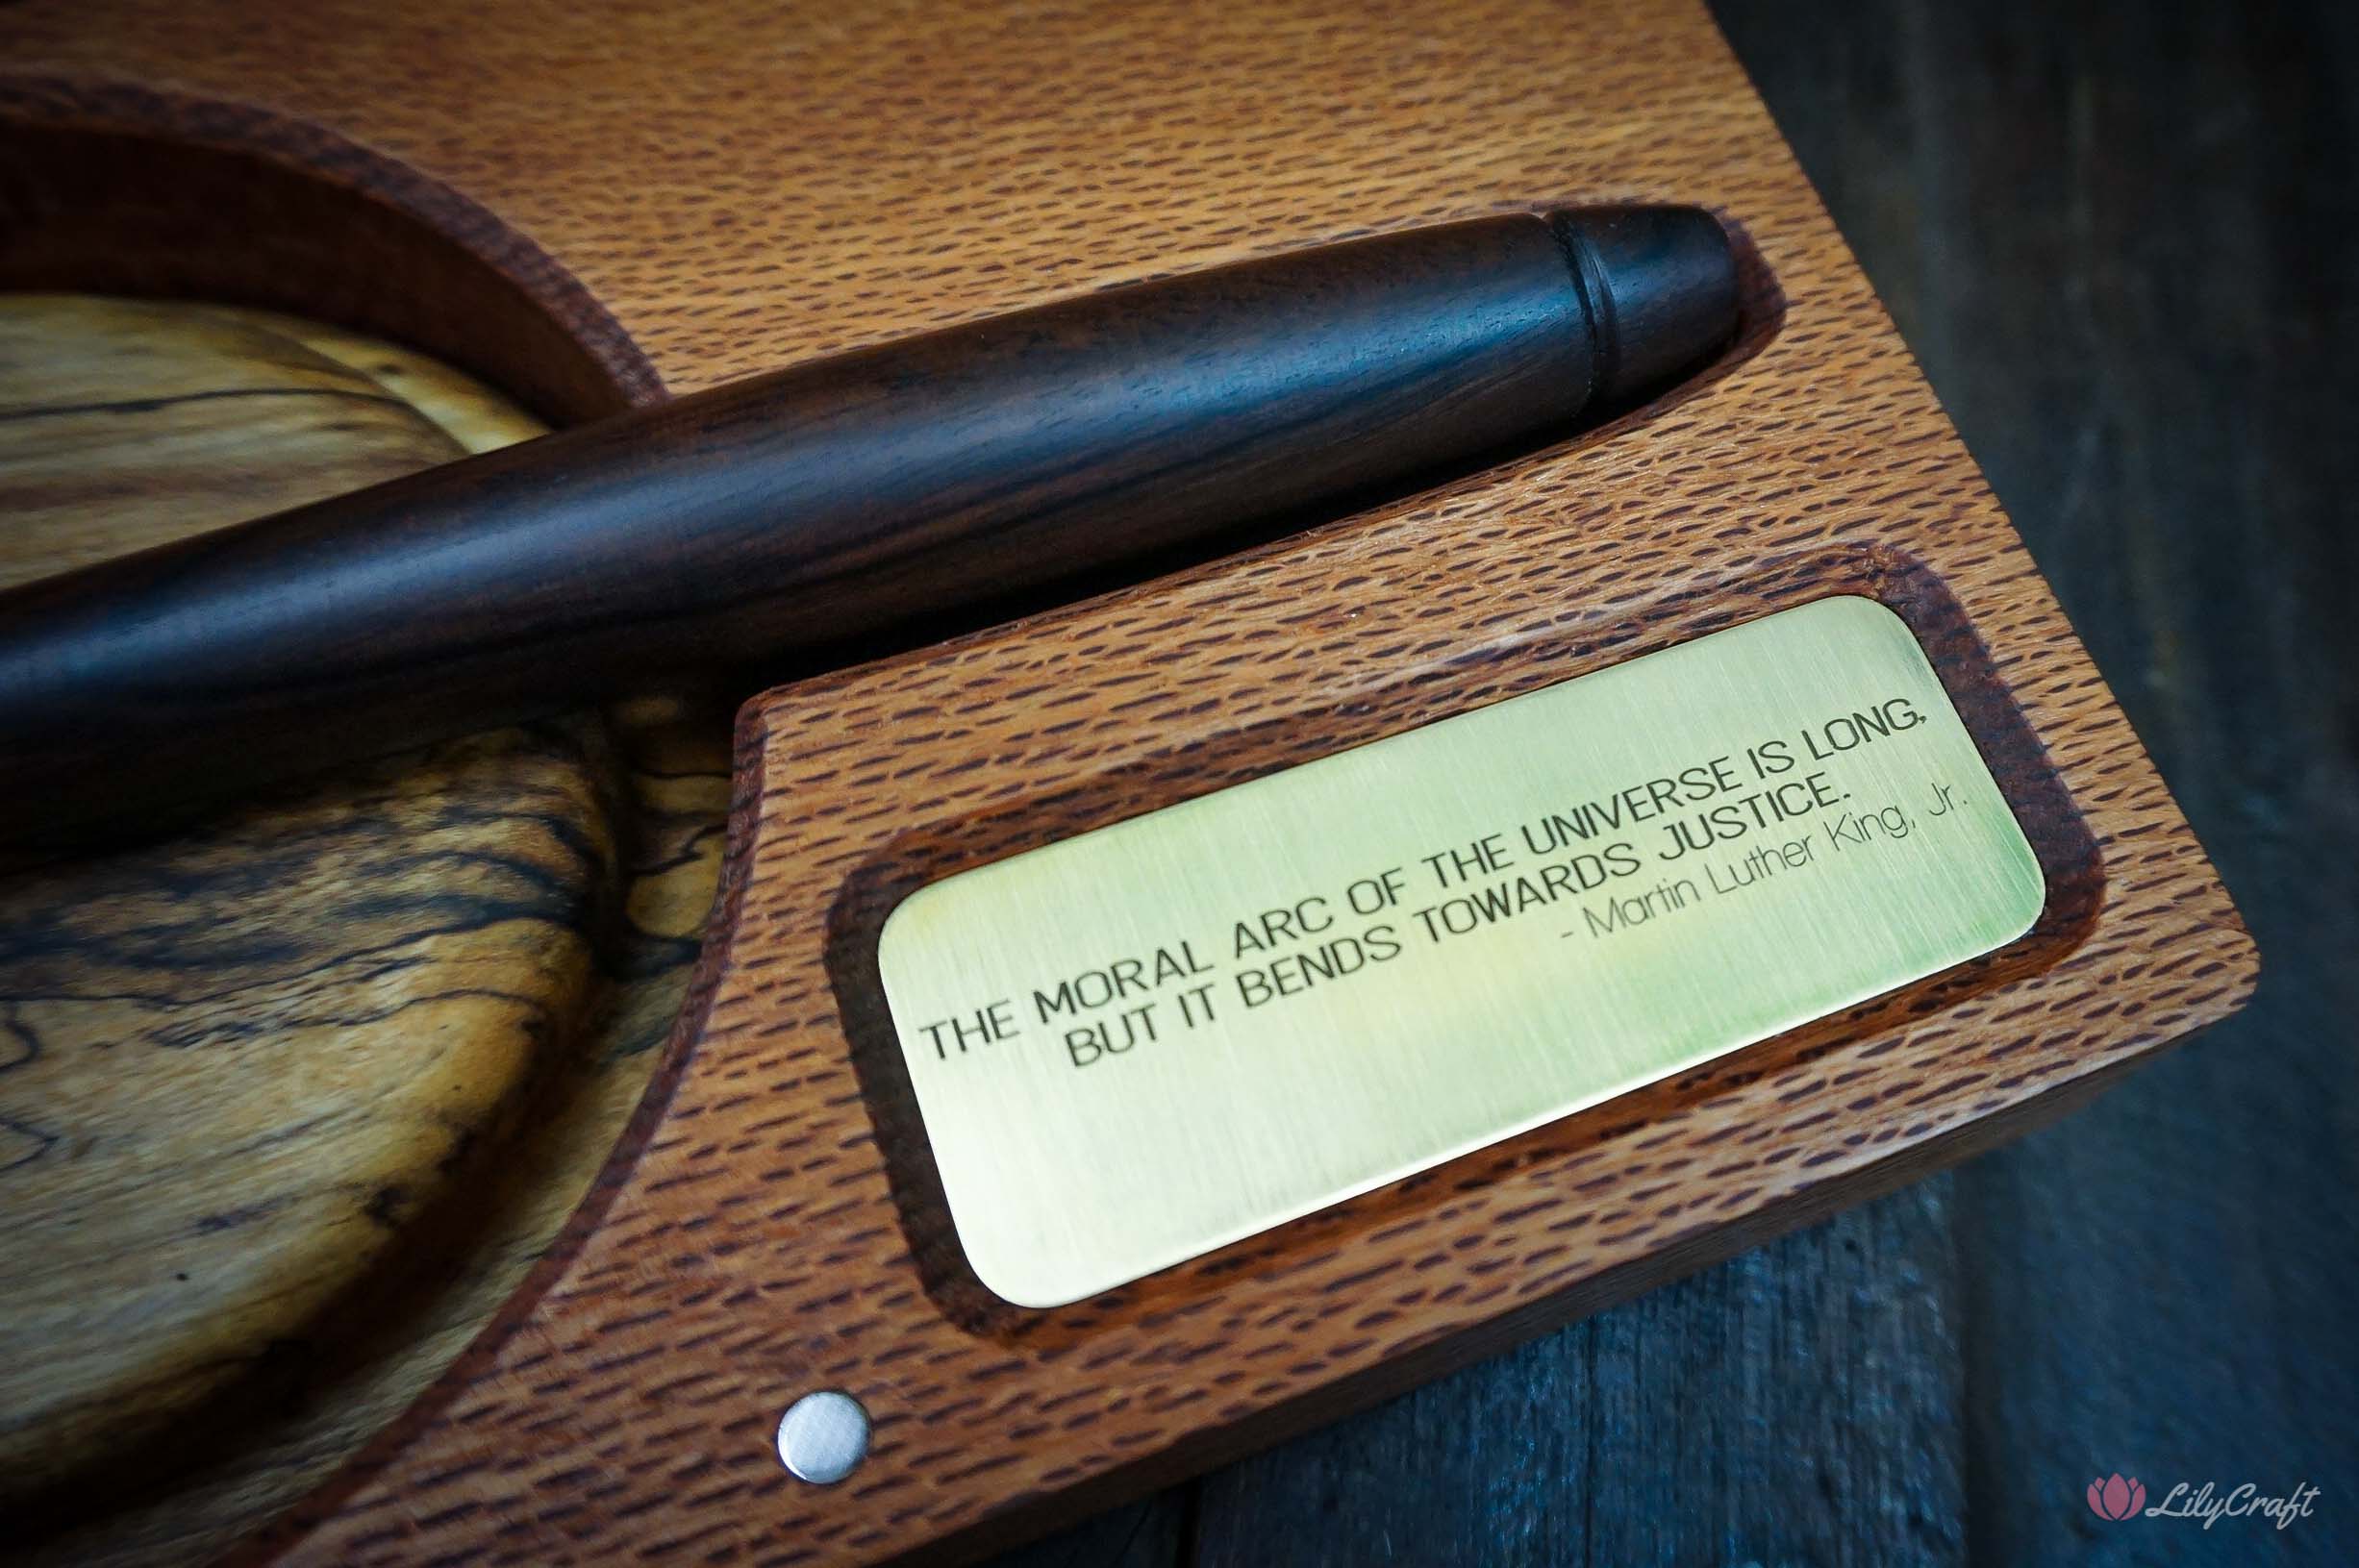 THE MORAL ARC OF THE UNIVERSE IS LONG,
BUT IT BENDS TOWARDS JUSTICE.
- Martin Luther King, Jr.
LilyCraft